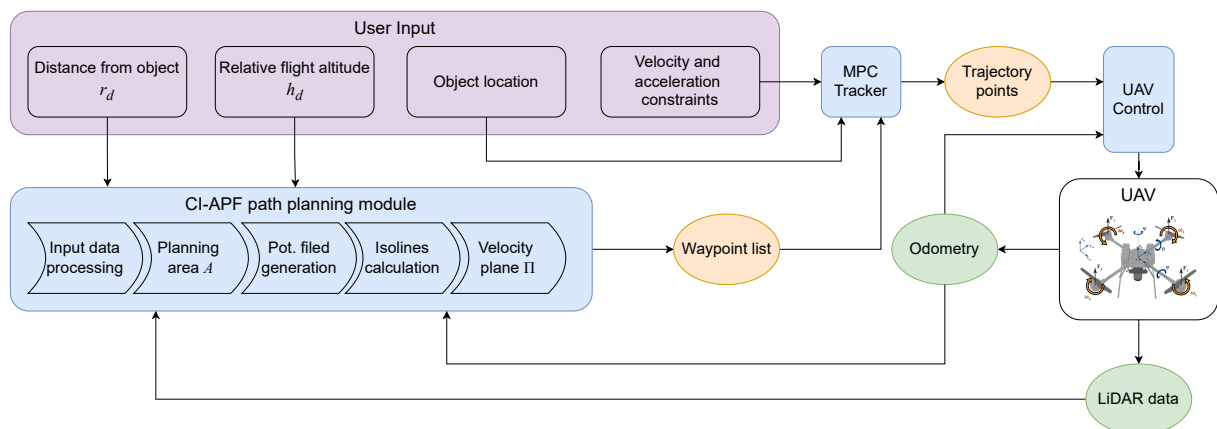 User Input
Distance from object
r_d
Relative flight altitude
h_d
Object location
Velocity and
acceleration
constraints
MPC
Tracker
Trajectory
points
UAV
Control
CI-APF path planning module
Input data
processing
Planning
area A
Pot. filed
generation
Isolines
calculation
Velocity
plane Π
Waypoint list
Odometry
UAV
LiDAR data